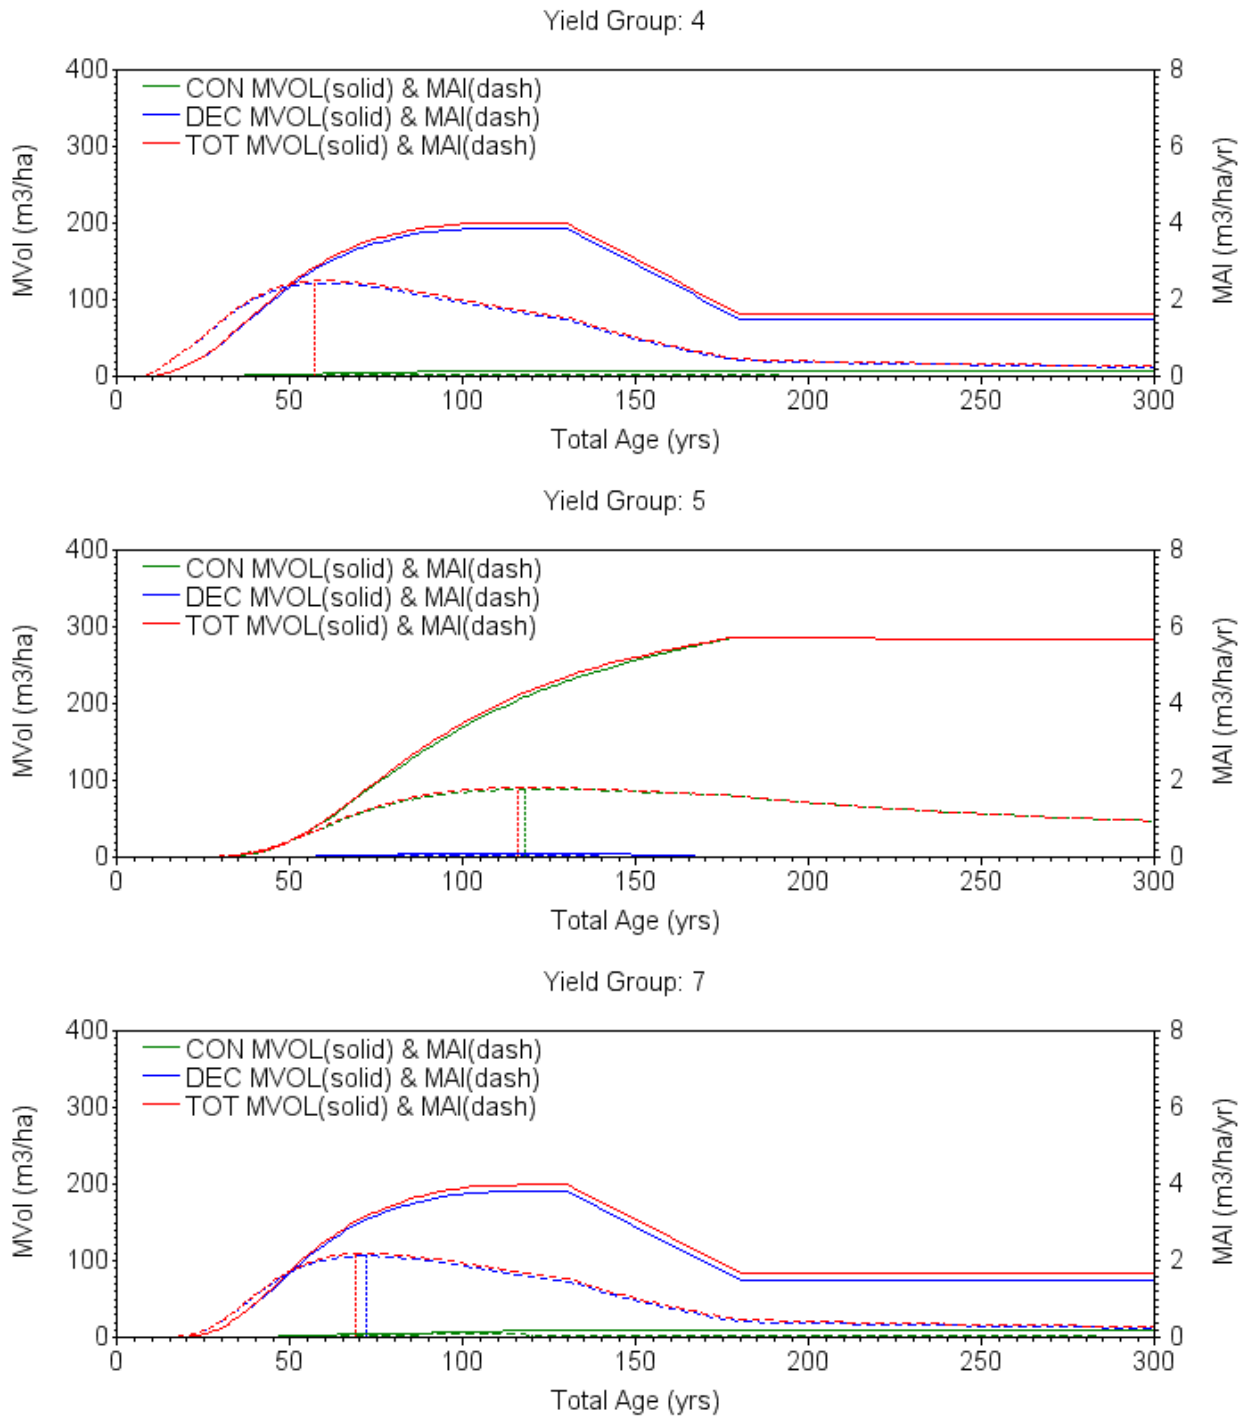 Yield Group: 4
400
300
200
100
0
CON MVOL(solid) & MAI(dash)
DEC MVOL(solid) & MAI(dash)
TOT MVOL(solid) & MAI(dash)
8
6
4
2
0
MVol (m3/ha)
MAI (m3/ha/yr)
0 50 100 150 200 250 300
Total Age (yrs)
Yield Group: 5
400
300
200
100
0
CON MVOL(solid) & MAI(dash)
DEC MVOL(solid) & MAI(dash)
TOT MVOL(solid) & MAI(dash)
8
6
4
2
0
MVol (m3/ha)
MAI (m3/ha/yr)
0 50 100 150 200 250 300
Total Age (yrs)
Yield Group: 7
400
300
200
100
0
CON MVOL(solid) & MAI(dash)
DEC MVOL(solid) & MAI(dash)
TOT MVOL(solid) & MAI(dash)
8
6
4
2
0
MVol (m3/ha)
MAI (m3/ha/yr)
0 50 100 150 200 250 300
Total Age (yrs)